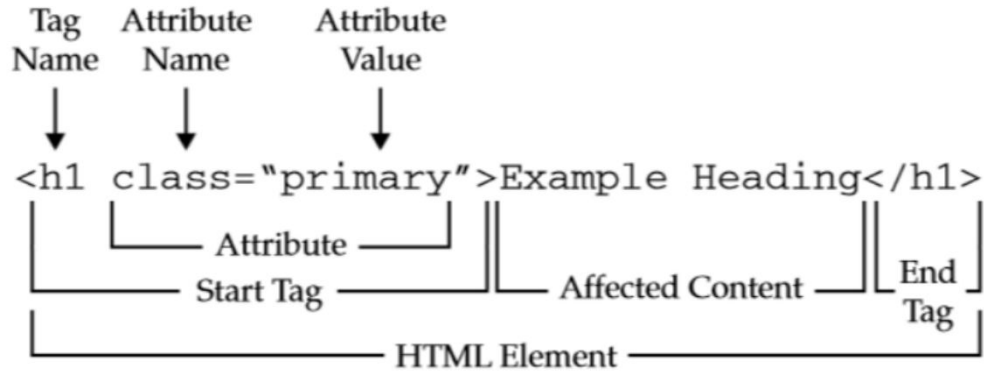 Tag Attribute Attribute
Name Name Value
<h1 class="primary">Example Heading</h1>
Attribute
Start Tag Affected Content End
Tag
HTML Element